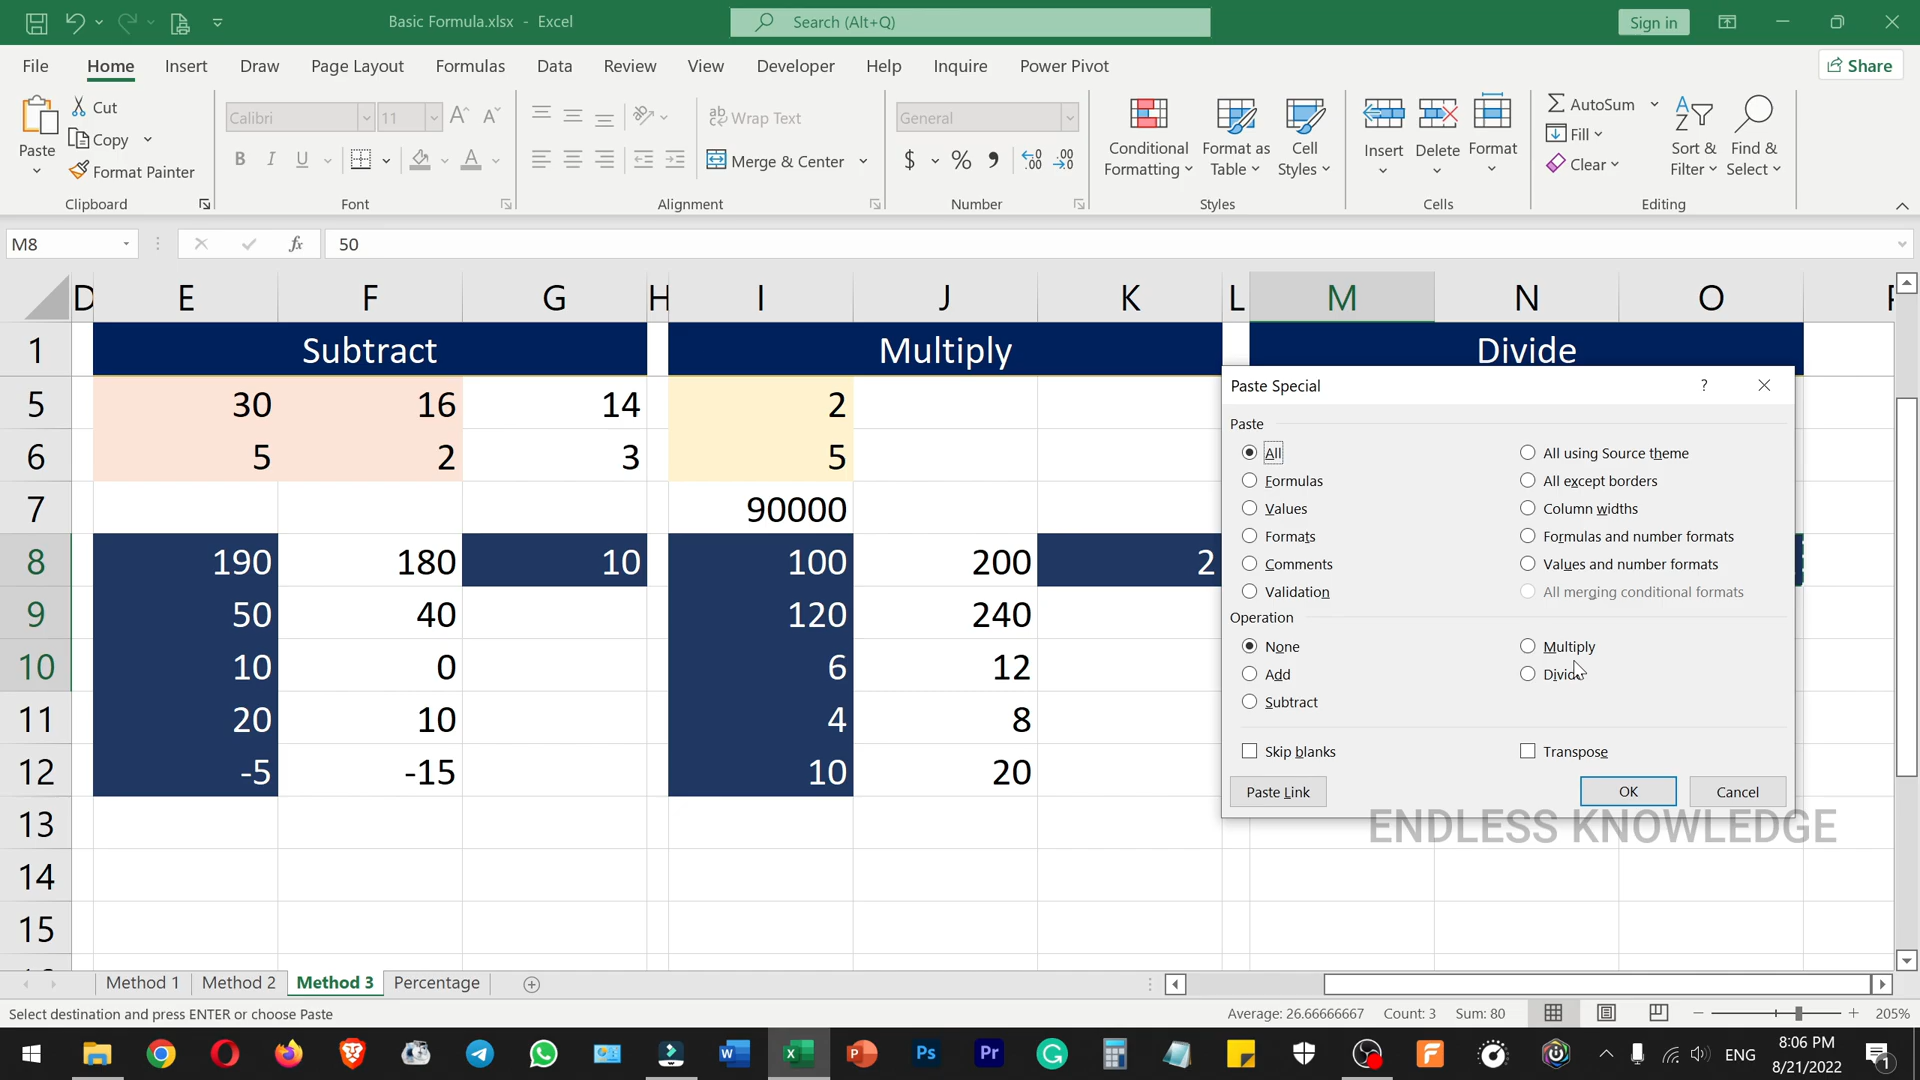 Basic Formula.xlsx - Excel
Search (Alt+Q)
Sign in
File Home Insert Draw Page Layout Formulas Data Review View Developer Help Inquire Power Pivot
Share
Paste
Cut
Copy
Format Painter
Clipboard
Calibri 11
B I U
Font
Wrap Text
Merge & Center
Alignment
General
$ % 9
Number
Conditional Formatting
Format as Table
Cell Styles
Styles
Insert Delete Format
Cells
AutoSum
Fill
Clear
Sort & Filter
Find & Select
Editing
M8
fx
50
D E F G H I J K L M N O
1 Subtract Multiply Divide
5 30 16 14 2
6 5 2 3 5
7 90000
8 190 180 10 100 200 2
9 50 40 120 240
10 10 0 6 12
11 20 10 4 8
12 -5 -15 10 20
13
14
15
Paste Special
?
Paste
All
All using Source theme
Formulas
All except borders
Values
Column widths
Formats
Formulas and number formats
Comments
Values and number formats
Validation
All merging conditional formats
Operation
None
Multiply
Add
Divide
Subtract
Skip blanks
Transpose
Paste Link
OK
Cancel
ENDLESS KNOWLEDGE
Method 1 Method 2 Method 3 Percentage
Select destination and press ENTER or choose Paste
Average: 26.66666667 Count: 3 Sum: 80
205%
ENG
8:06 PM
8/21/2022
1